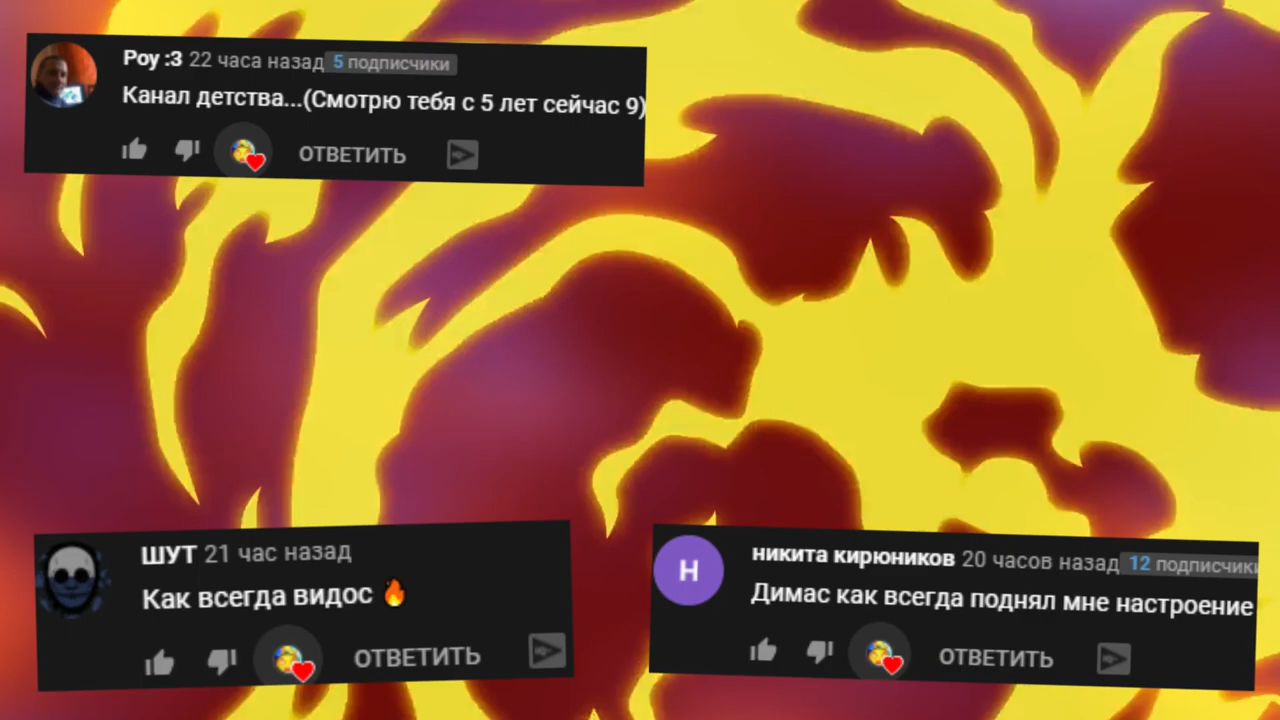 Роу :3 22 часа назад 5 подписчики
Канал детства...(Смотрю тебя с 5 лет сейчас 9)
ОТВЕТИТЬ
ШУТ 21 час назад
Как всегда видос 🔥
ОТВЕТИТЬ
Н
никита кирюников 20 часов назад 12 подписчики
Димас как всегда поднял мне настроение
ОТВЕТИТЬ